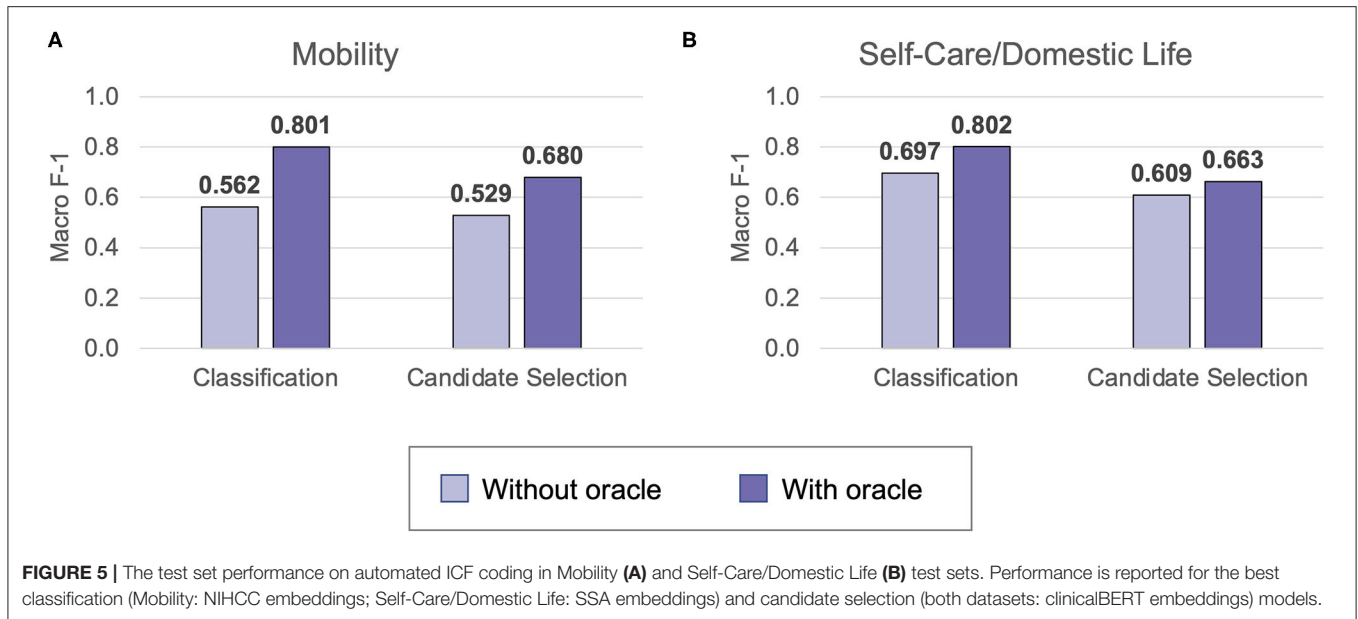 A
Mobility
1.0
0.8
0.6
0.4
0.2
0.0
Macro F-1
0.562
0.801
0.529
0.680
Classification
Candidate Selection
B
Self-Care/Domestic Life
1.0
0.8
0.6
0.4
0.2
0.0
Macro F-1
0.697
0.802
0.609
0.663
Classification
Candidate Selection
Without oracle
With oracle
FIGURE 5 | The test set performance on automated ICF coding in Mobility (A) and Self-Care/Domestic Life (B) test sets. Performance is reported for the best
classification (Mobility: NIHCC embeddings; Self-Care/Domestic Life: SSA embeddings) and candidate selection (both datasets: clinicalBERT embeddings) models.